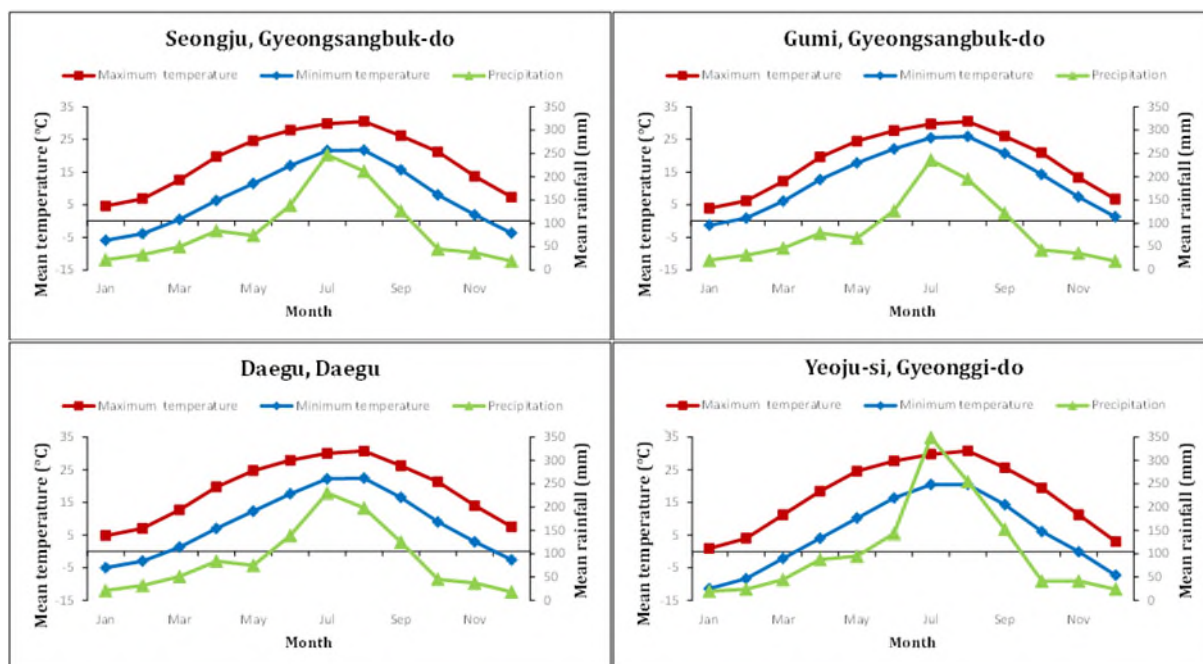 Seongju, Gyeongsangbuk-do
Maximum temperature Minimum temperature Precipitation
Mean temperature (°C)
35
25
15
5
-5
-15
350
300
250
200
150
100
50
0
Mean rainfall (mm)
Jan Mar May Jul Sep Nov
Month
Gumi, Gyeongsangbuk-do
Maximum temperature Minimum temperature Precipitation
Mean temperature (°C)
35
25
15
5
-5
-15
350
300
250
200
150
100
50
0
Mean rainfall (mm)
Jan Mar May Jul Sep Nov
Month
Daegu, Daegu
Maximum temperature Minimum temperature Precipitation
Mean temperature (°C)
35
25
15
5
-5
-15
350
300
250
200
150
100
50
0
Mean rainfall (mm)
Jan Mar May Jul Sep Nov
Month
Yeoju-si, Gyeonggi-do
Maximum temperature Minimum temperature Precipitation
Mean temperature (°C)
35
25
15
5
-5
-15
350
300
250
200
150
100
50
0
Mean rainfall (mm)
Jan Mar May Jul Sep Nov
Month